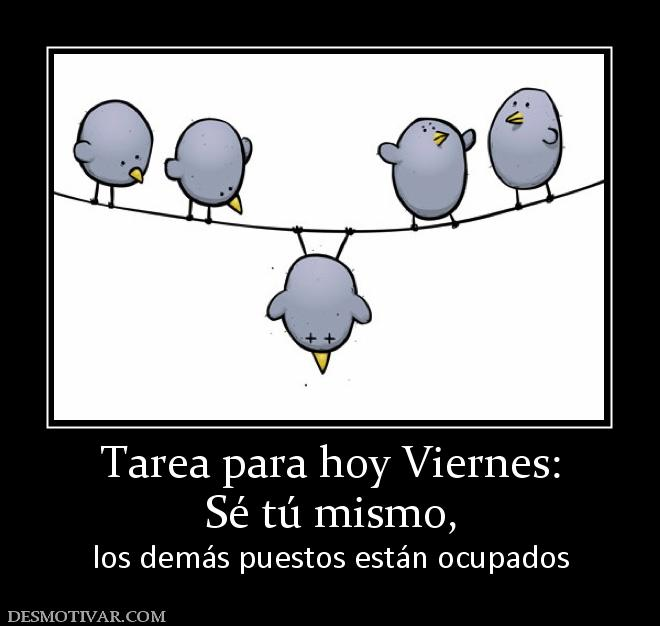 Tarea para hoy Viernes:
Sé tú mismo,
los demás puestos están ocupados
DESMOTIVAR.COM